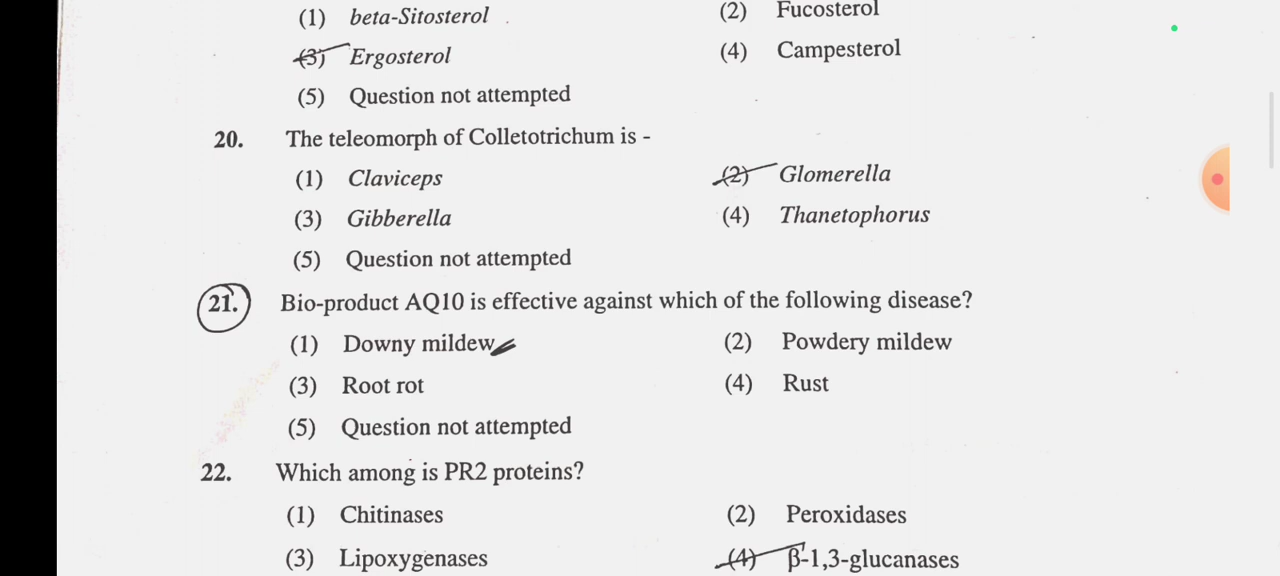 (1) beta-Sitosterol (2) Fucosterol
(3) Ergosterol (4) Campesterol
(5) Question not attempted
20. The teleomorph of Colletotrichum is -
(1) Claviceps (2) Glomerella
(3) Gibberella (4) Thanetophorus
(5) Question not attempted
21. Bio-product AQ10 is effective against which of the following disease?
(1) Downy mildew (2) Powdery mildew
(3) Root rot (4) Rust
(5) Question not attempted
22. Which among is PR2 proteins?
(1) Chitinases (2) Peroxidases
(3) Lipoxygenases (4) β-1,3-glucanases